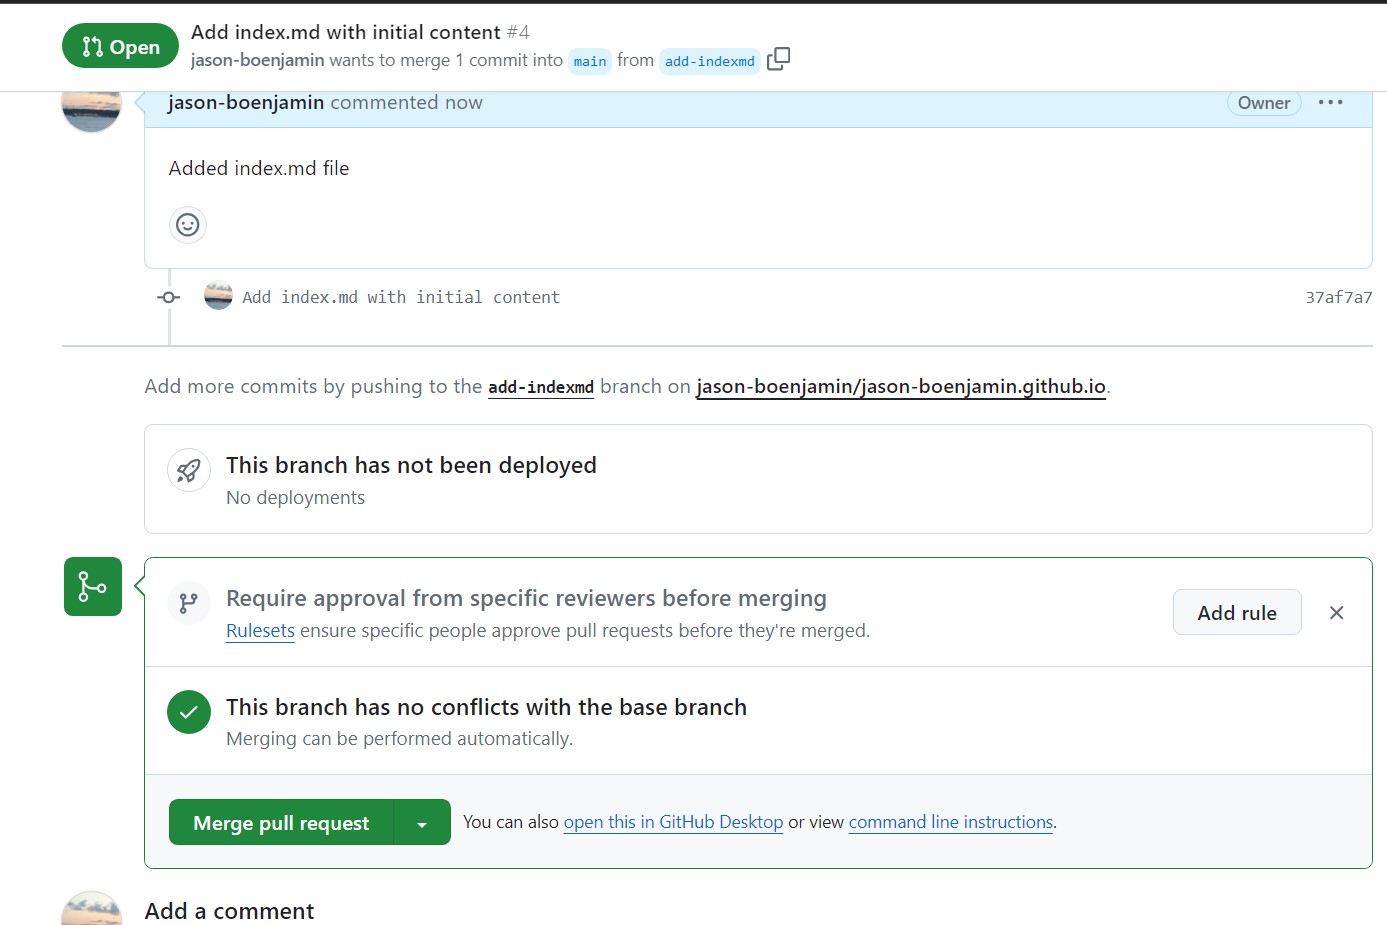 Open
Add index.md with initial content #4
jason-boenjamin wants to merge 1 commit into main from add-indexmd
jason-boenjamin commented now
Owner
Added index.md file
Add index.md with initial content
37af7a7
Add more commits by pushing to the add-indexmd branch on jason-boenjamin/jason-boenjamin.github.io.
This branch has not been deployed
No deployments
Require approval from specific reviewers before merging
Rulesets ensure specific people approve pull requests before they're merged.
Add rule
This branch has no conflicts with the base branch
Merging can be performed automatically.
Merge pull request
You can also open this in GitHub Desktop or view command line instructions.
Add a comment